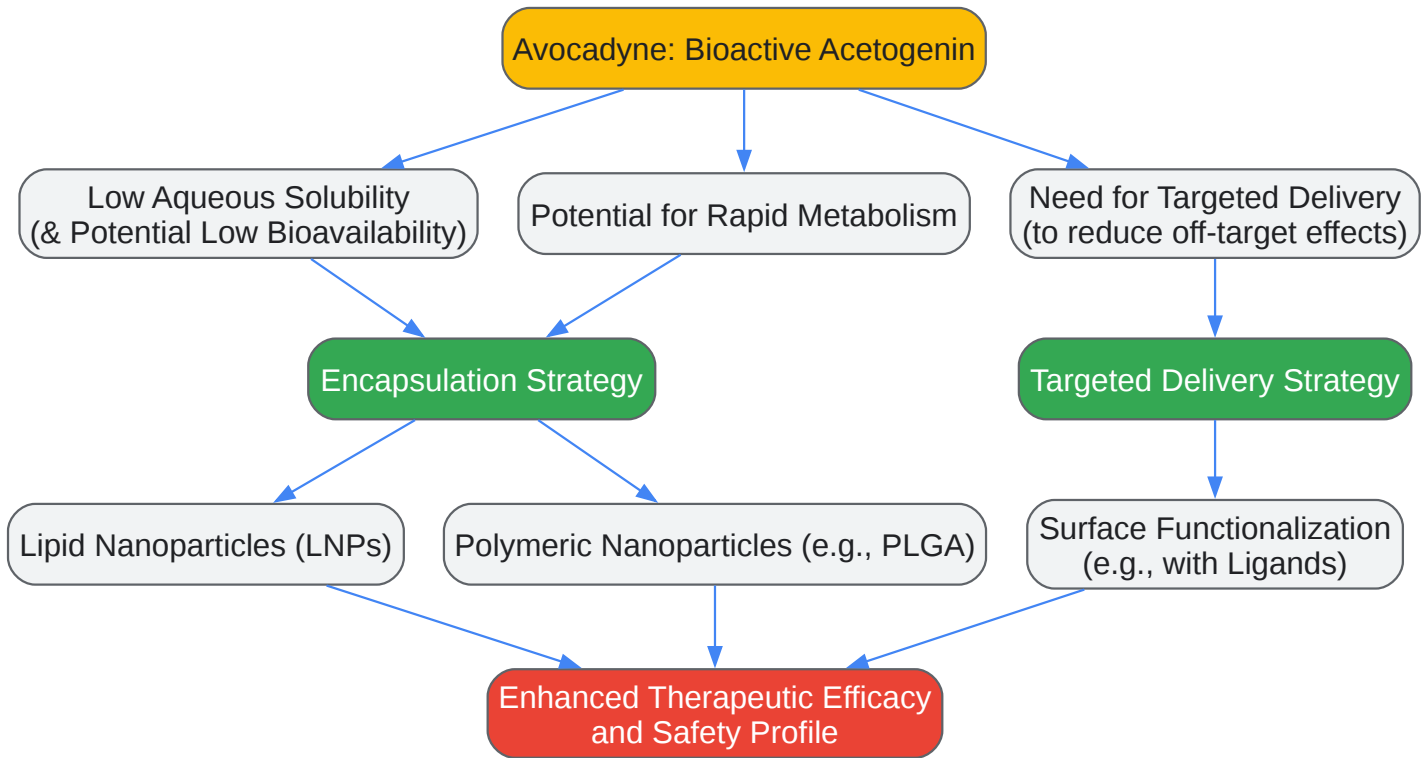 Avocadyne: Bioactive Acetogenin
Low Aqueous Solubility
(& Potential Low Bioavailability)
Potential for Rapid Metabolism
Need for Targeted Delivery
(to reduce off-target effects)
Encapsulation Strategy
Targeted Delivery Strategy
Lipid Nanoparticles (LNPs)
Polymeric Nanoparticles (e.g., PLGA)
Surface Functionalization
(e.g., with Ligands)
Enhanced Therapeutic Efficacy
and Safety Profile